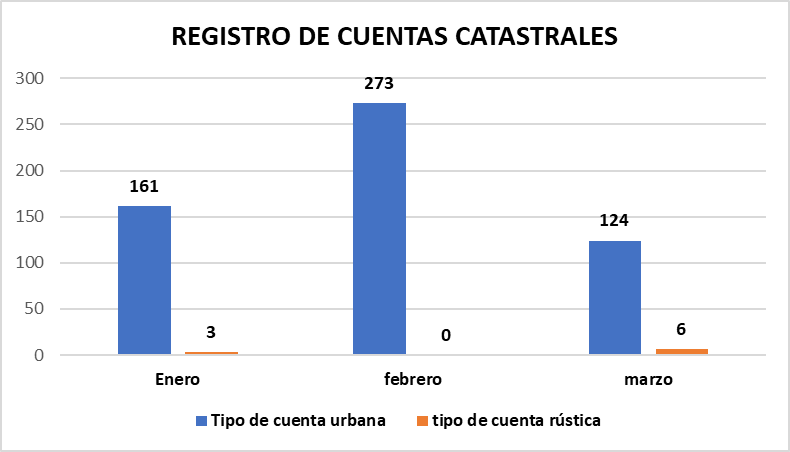 REGISTRO DE CUENTAS CATASTRALES
300
250
200
150
100
50
0
161
3
273
0
124
6
Enero
febrero
marzo
Tipo de cuenta urbana
tipo de cuenta rústica